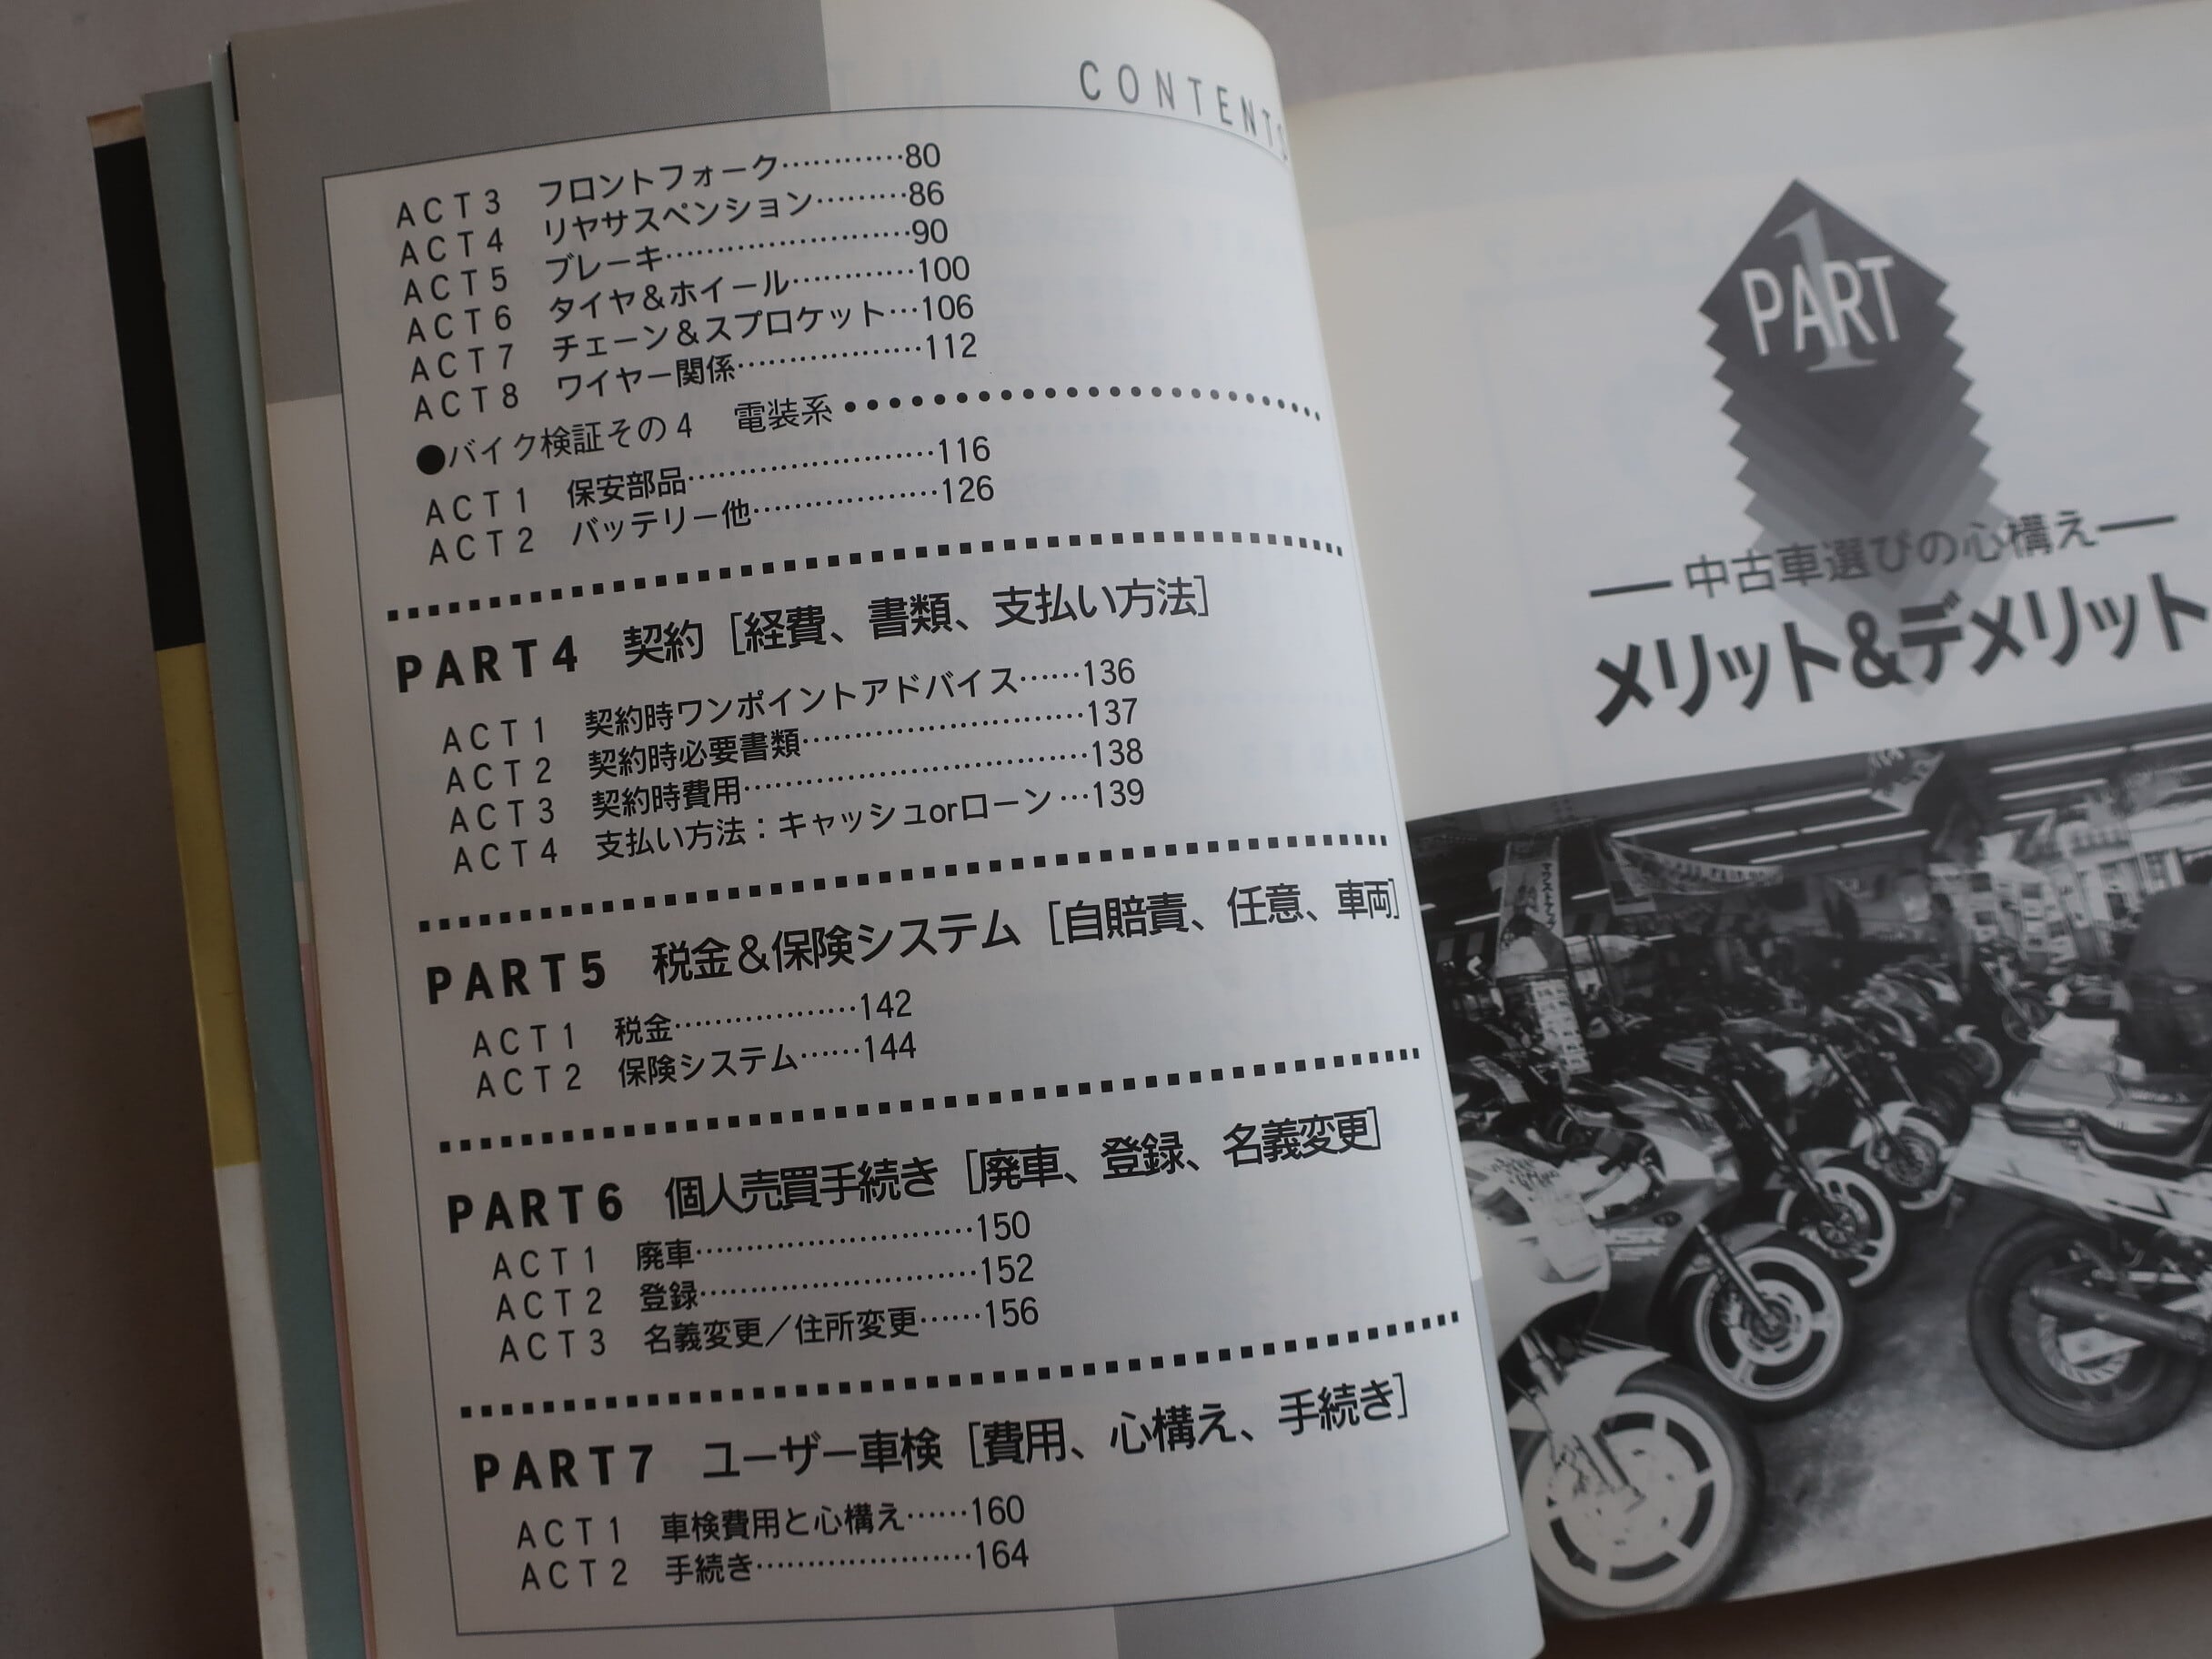 CONTENTS
ACT3 フロントフォーク…………80
ACT4 リヤサスペンション………86
ACT5 ブレーキ……………………90
ACT6 タイヤ&ホイール…………100
ACT7 チェーン&スプロケット…106
ACT8 ワイヤー関係………………112
●バイク検証その4 電装系
ACT1 保安部品……………………116
ACT2 バッテリー他………………126
PART4 契約[経費、書類、支払い方法]
ACT1 契約時ワンポイントアドバイス……136
ACT2 契約時必要書類………………………137
ACT3 契約時費用……………………………138
ACT4 支払い方法:キャッシュorローン…139
PART5 税金&保険システム[自賠責、任意、車両]
ACT1 税金………………142
ACT2 保険システム……144
PART6 個人売買手続き[廃車、登録、名義変更]
ACT1 廃車………………………150
ACT2 登録………………………152
ACT3 名義変更/住所変更……156
PART7 ユーザー車検[費用、心構え、手続き]
ACT1 車検費用と心構え……160
ACT2 手続き…………………164
PART 1
中古車選びの心構え
メリット&デメリット